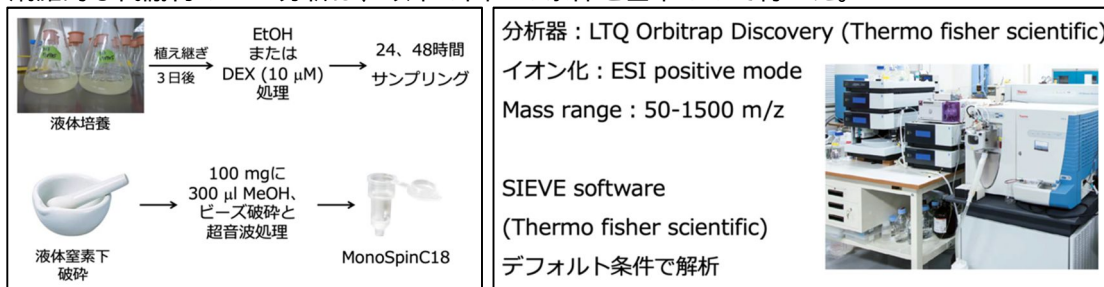 植え継ぎ
3日後
EtOH
または
DEX (10 μM)
処理
24、48時間
サンプリング
液体培養
液体窒素下
破砕
100 mgに
300 μl MeOH、
ビーズ破砕と
超音波処理
MonoSpinC18
分析器：LTQ Orbitrap Discovery (Thermo fisher scientific)
イオン化：ESI positive mode
Mass range：50-1500 m/z
SIEVE software
(Thermo fisher scientific)
デフォルト条件で解析